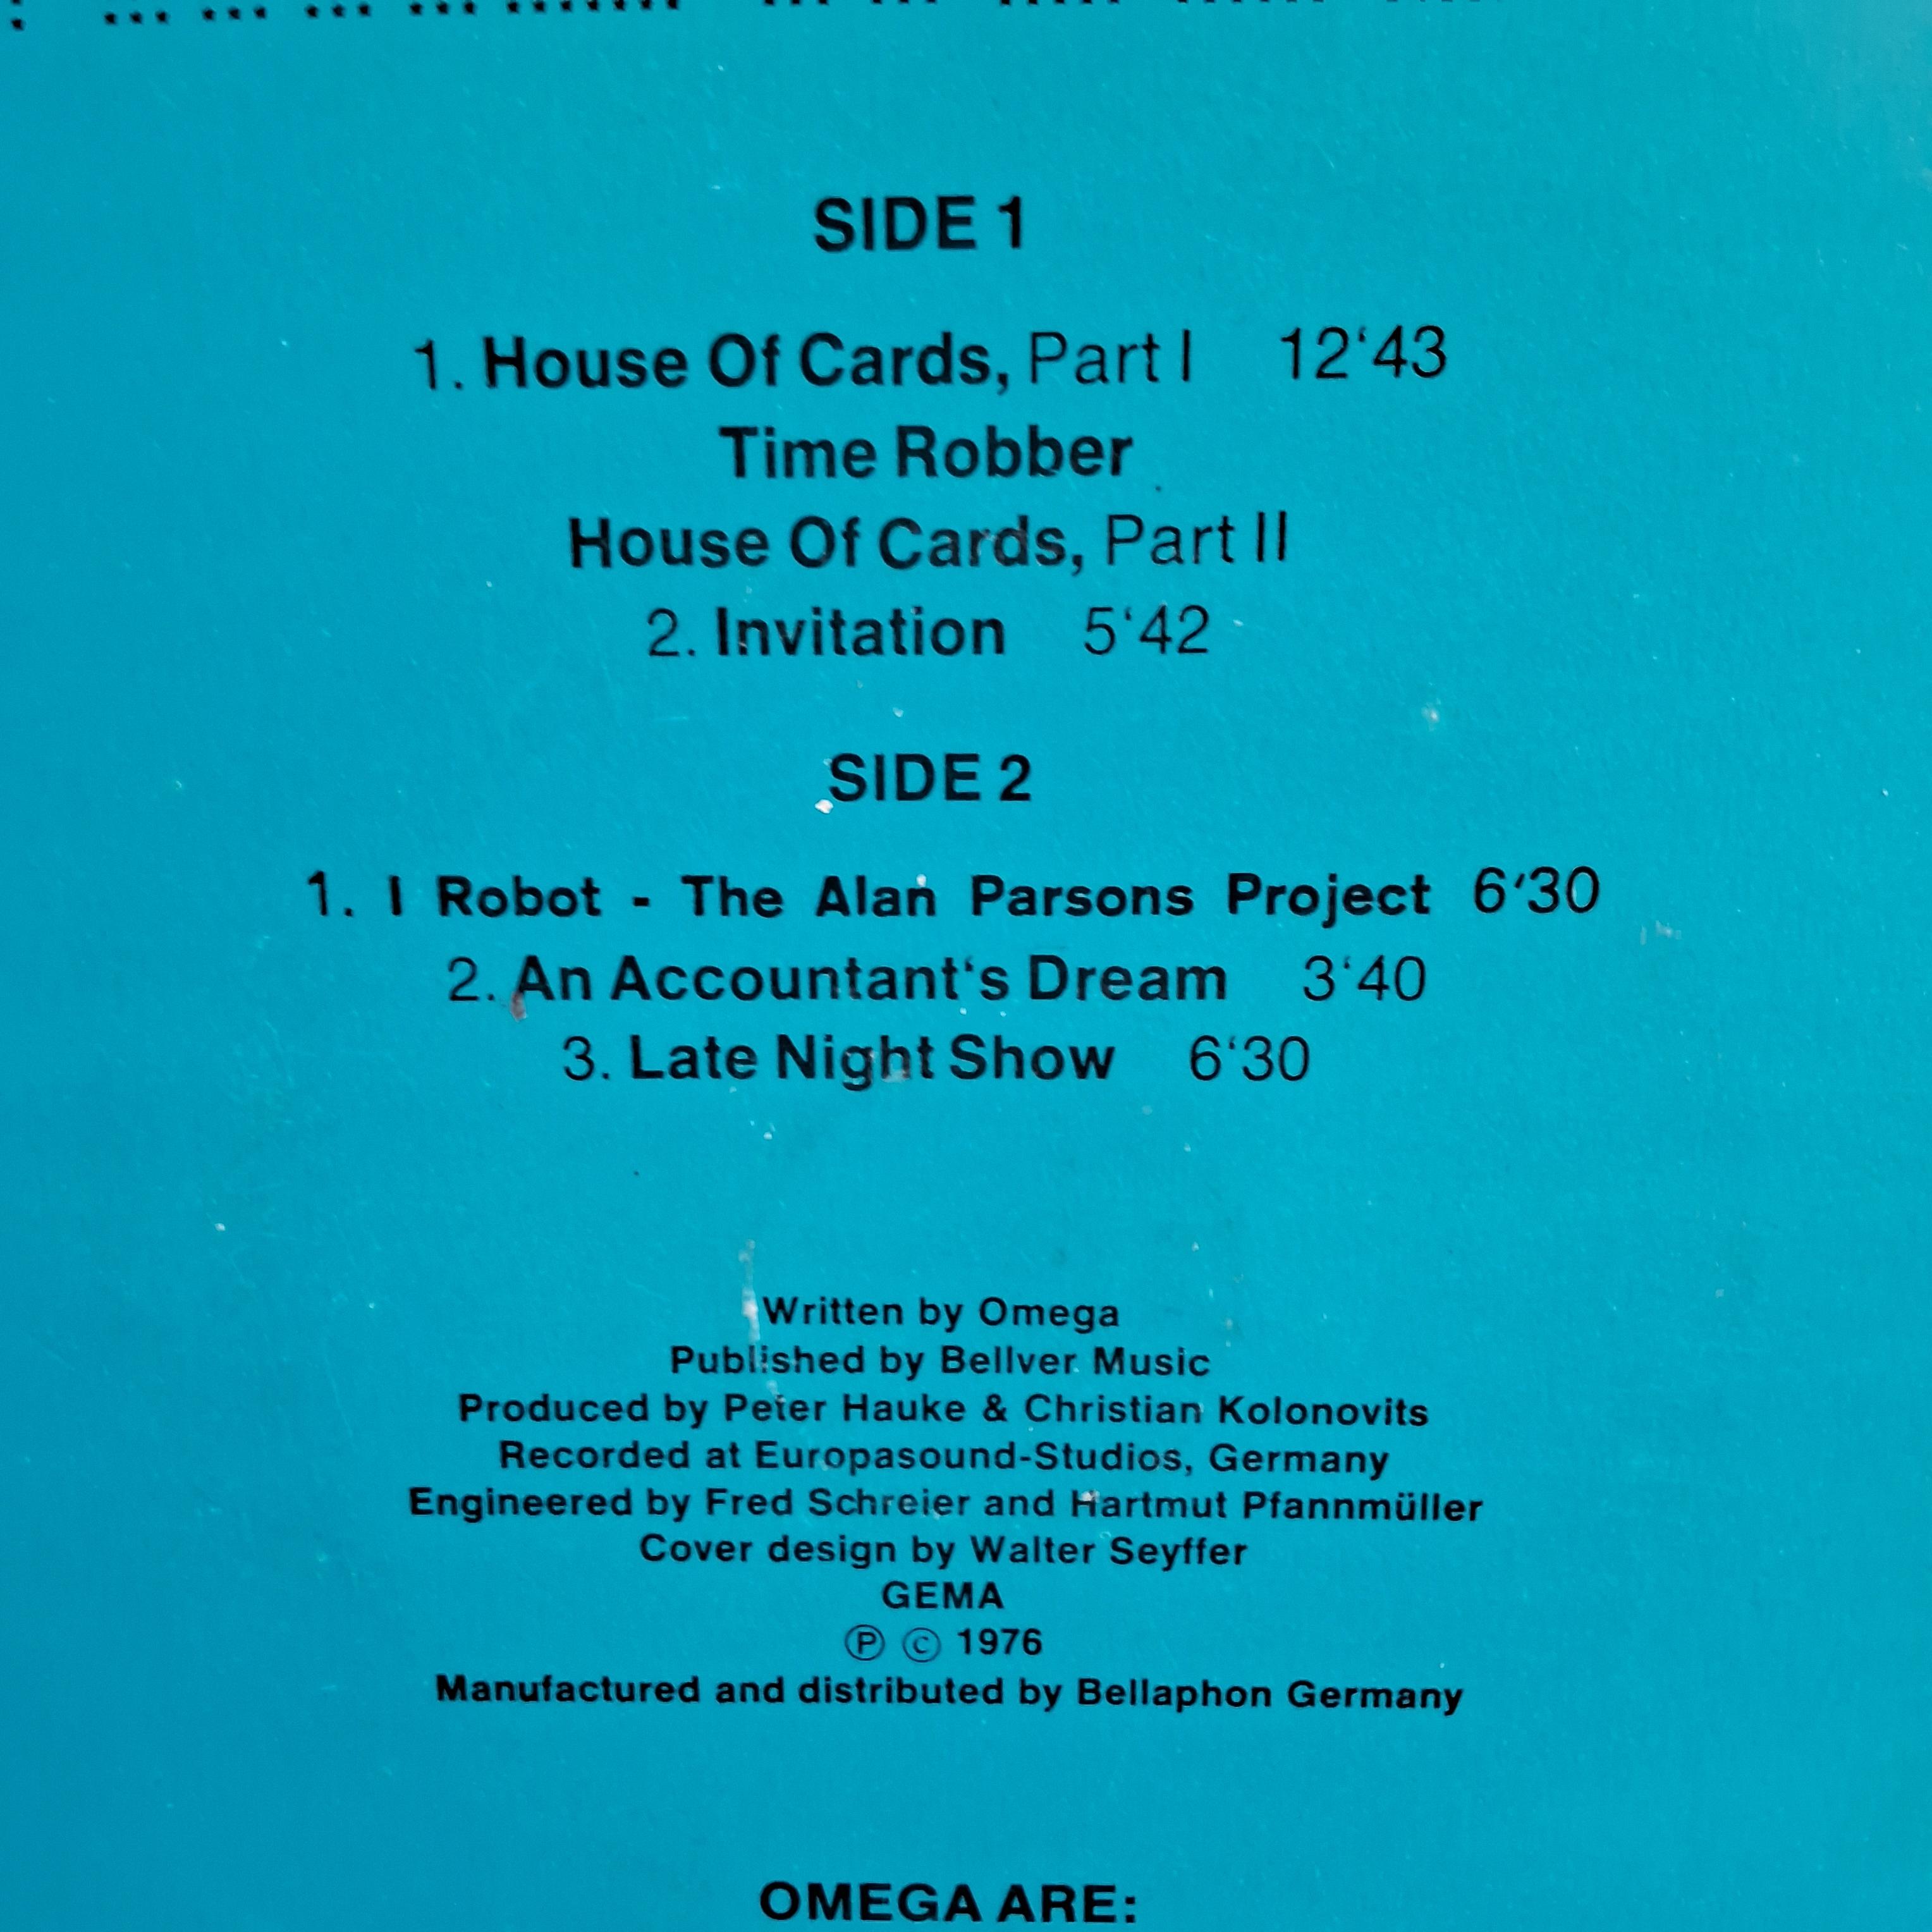 SIDE 1
1. House Of Cards, Part I 12‘43
Time Robber
House Of Cards, Part II
2. Invitation 5‘42
SIDE 2
1. I Robot - The Alan Parsons Project 6‘30
2. An Accountant‘s Dream 3‘40
3. Late Night Show 6‘30
Written by Omega
Published by Bellver Music
Produced by Peter Hauke & Christian Kolonovits
Recorded at Europasound-Studios, Germany
Engineered by Fred Schreier and Hartmut Pfannmüller
Cover design by Walter Seyffer
GEMA
Ⓟ © 1976
Manufactured and distributed by Bellaphon Germany
OMEGA ARE: